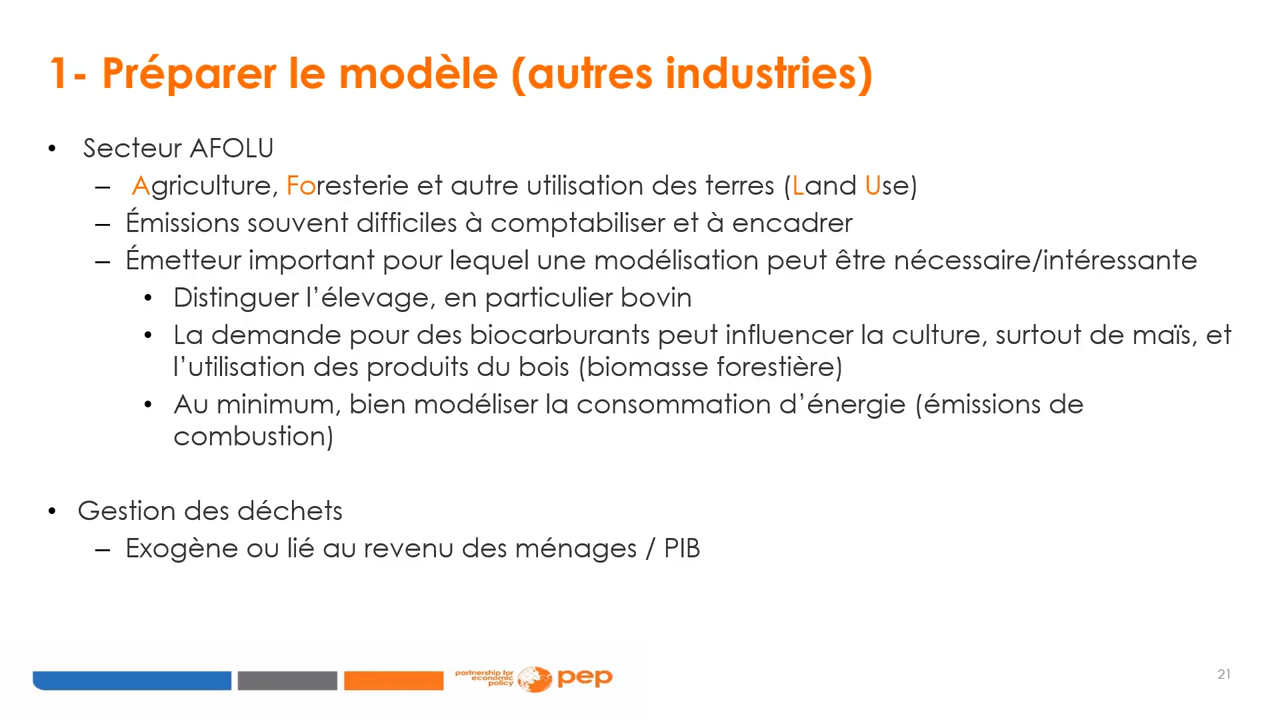 1- Préparer le modèle (autres industries)
• Secteur AFOLU
– Agriculture, Foresterie et autre utilisation des terres (Land Use)
– Émissions souvent difficiles à comptabiliser et à encadrer
– Émetteur important pour lequel une modélisation peut être nécessaire/intéressante
• Distinguer l’élevage, en particulier bovin
• La demande pour des biocarburants peut influencer la culture, surtout de maïs, et
l’utilisation des produits du bois (biomasse forestière)
• Au minimum, bien modéliser la consommation d’énergie (émissions de
combustion)
• Gestion des déchets
– Exogène ou lié au revenu des ménages / PIB
partnership for
economic
policy
pep
21